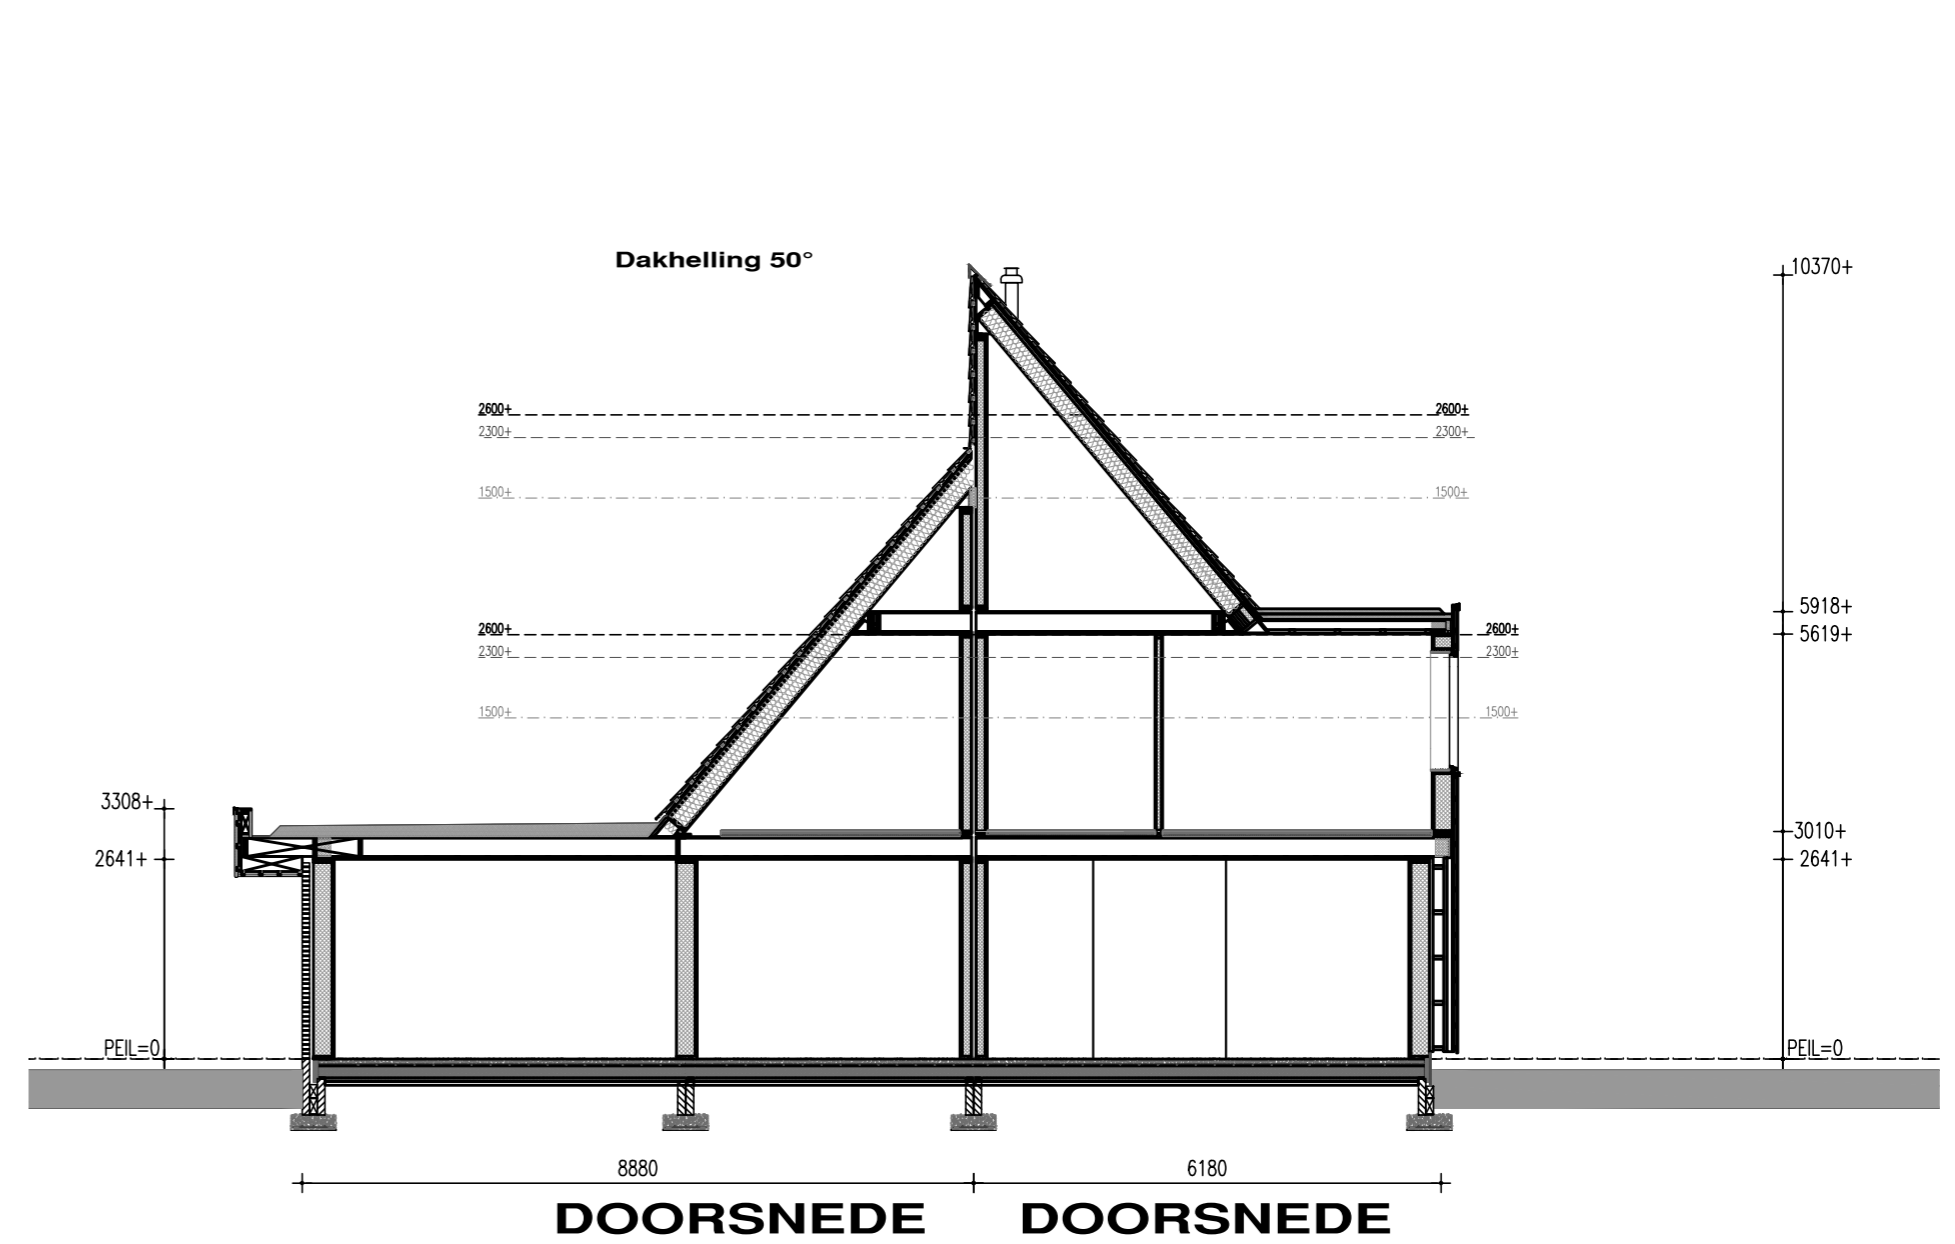 Dakhelling 50°
10370+
2600+ 2600+
2300+ 2300+
1500+ 1500+
5918+
2600+ 2600+ 5619+
2300+ 2300+
1500+ 1500+
3308+
3010+
2641+ 2641+
PEIL=0 PEIL=0
8880 6180
DOORSNEDE DOORSNEDE